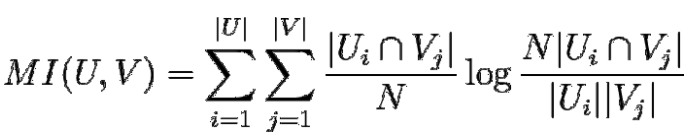 MI(U, V) = \sum_{i=1}^{|U|} \sum_{j=1}^{|V|} \frac{|U_i \cap V_j|}{N} \log \frac{N|U_i \cap V_j|}{|U_i||V_j|}